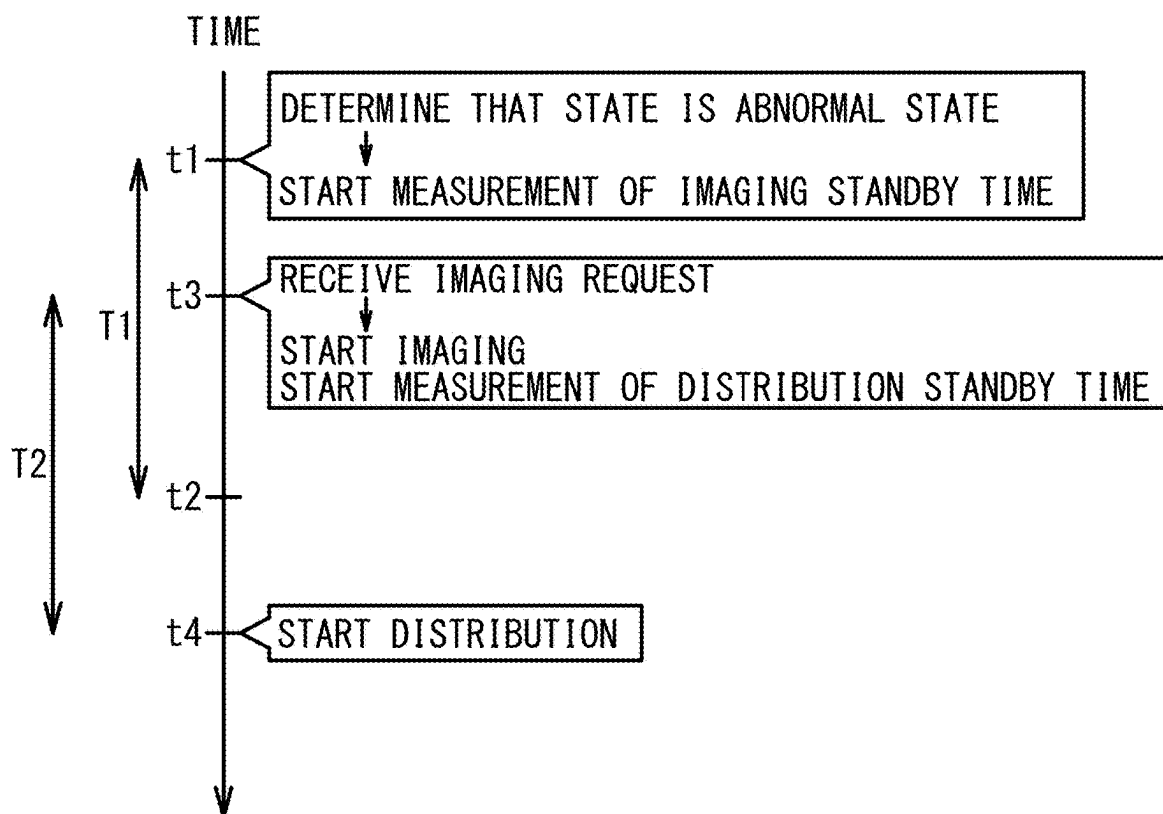 TIME
DETERMINE THAT STATE IS ABNORMAL STATE
t1
START MEASUREMENT OF IMAGING STANDBY TIME
RECEIVE IMAGING REQUEST
t3
T1
START IMAGING
START MEASUREMENT OF DISTRIBUTION STANDBY TIME
T2
t2
t4
START DISTRIBUTION